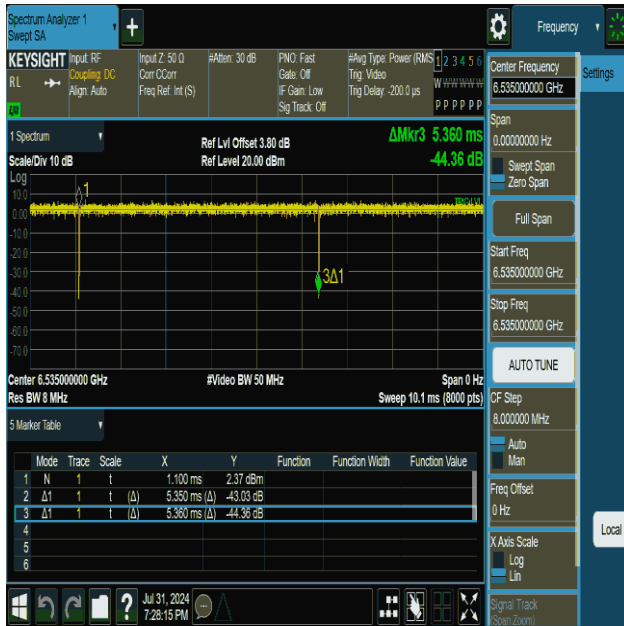 Spectrum Analyzer 1
Swept SA
Frequency
KEYSIGHT
RL
Input: RF
Coupling: DC
Align: Auto
Input Z: 50 Ω
Corr CCorr
Freq Ref: Int (S)
#Atten: 30 dB
PNO: Fast
Gate: Off
IF Gain: Low
Sig Track: Off
#Avg Type: Power (RMS
Trig: Video
Trig Delay: -200.0 µs
1 2 3 4 5 6
W W W W W W
P P P P P P
1 Spectrum
Scale/Div 10 dB
Ref Lvl Offset 3.80 dB
Ref Level 20.00 dBm
ΔMkr3 5.360 ms
-44.36 dB
Log
10.0
0.00
-10.0
-20.0
-30.0
-40.0
-50.0
-60.0
-70.0
1
3Δ1
TRIG LVL
Center 6.535000000 GHz
Res BW 8 MHz
#Video BW 50 MHz
Span 0 Hz
Sweep 10.1 ms (8000 pts)
5 Marker Table
Mode Trace Scale X Y Function Function Width Function Value
1 N 1 t 1.100 ms 2.37 dBm
2 Δ1 1 t (Δ) 5.350 ms (Δ) -43.03 dB
3 Δ1 1 t (Δ) 5.360 ms (Δ) -44.36 dB
4
5
6
Jul 31, 2024
7:28:15 PM
Center Frequency
6.535000000 GHz
Span
0.00000000 Hz
Swept Span
Zero Span
Full Span
Start Freq
6.535000000 GHz
Stop Freq
6.535000000 GHz
AUTO TUNE
CF Step
8.000000 MHz
Auto
Man
Freq Offset
0 Hz
X Axis Scale
Log
Lin
Signal Track
(Span Zoom)
Settings
Local